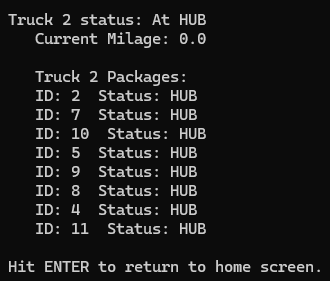 Truck 2 status: At HUB
Current Milage: 0.0
Truck 2 Packages:
ID: 2  Status: HUB
ID: 7  Status: HUB
ID: 10  Status: HUB
ID: 5  Status: HUB
ID: 9  Status: HUB
ID: 8  Status: HUB
ID: 4  Status: HUB
ID: 11  Status: HUB
Hit ENTER to return to home screen.